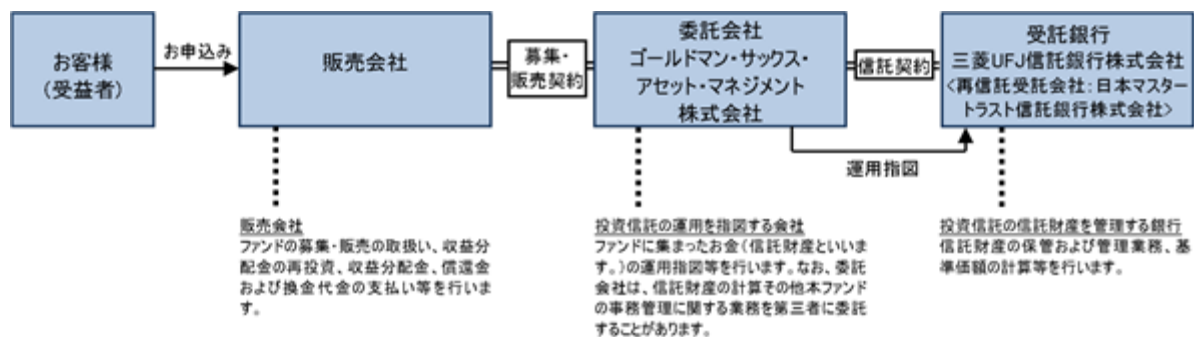 お客様
(受益者)
お申込み
販売会社
募集・
販売契約
委託会社
ゴールドマン・サックス・
アセット・マネジメント
株式会社
信託契約
受託銀行
三菱UFJ信託銀行株式会社
<再信託受託会社:日本マスター
トラスト信託銀行株式会社>
運用指図
販売会社
ファンドの募集・販売の取扱い、収益分
配金の再投資、収益分配金、償還金
および換金代金の支払い等を行いま
す。
投資信託の運用を指図する会社
ファンドに集まったお金(信託財産といいま
す。)の運用指図等を行います。なお、委託
会社は、信託財産の計算その他本ファンド
の事務管理に関する業務を第三者に委託
することがあります。
投資信託の信託財産を管理する銀行
信託財産の保管および管理業務、基
準価額の計算等を行います。